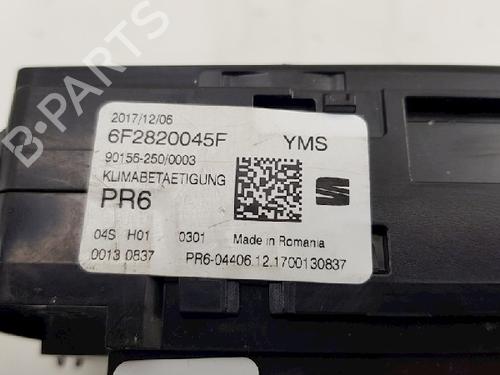 2017/12/06
6F2820045F YMS
90156-250/0003
KLIMABETAETIGUNG
PR6
04S H01 0301 Made in Romania
0013 0837 PR6-04406.12.1700130837
B-PARTS